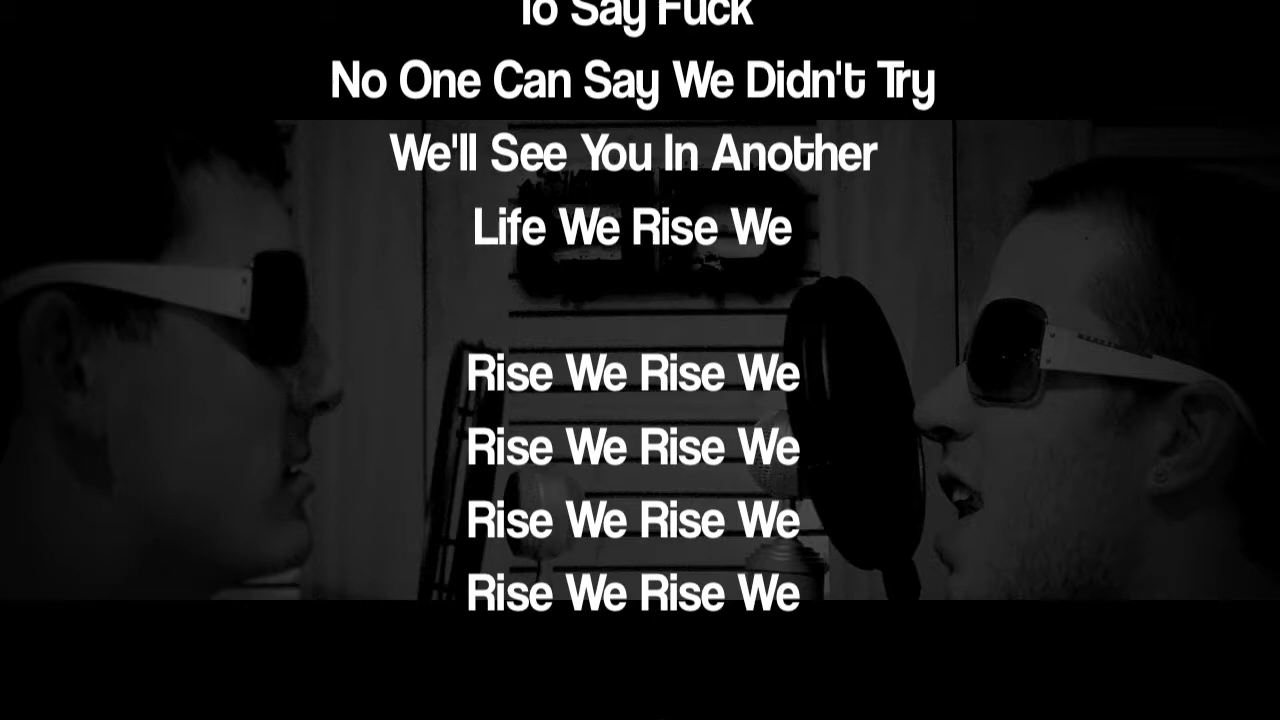 To Say Fuck
No One Can Say We Didn't Try
We'll See You In Another
Life We Rise We
Rise We Rise We
Rise We Rise We
Rise We Rise We
Rise We Rise We